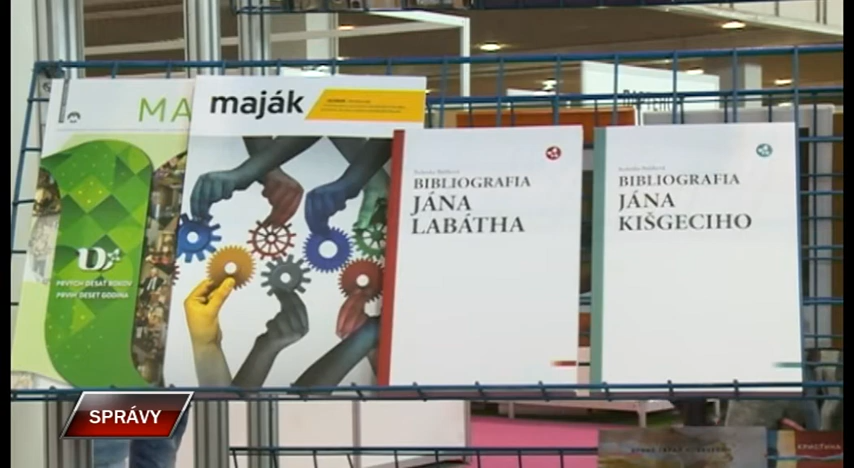 MA
maják
PRVÝCH DESAŤ ROKOV
PRVIH DESET GODINA
BIBLIOGRAFIA
JÁNA
LABÁTHA
BIBLIOGRAFIA
JÁNA
KIŠGECIHO
SPRÁVY